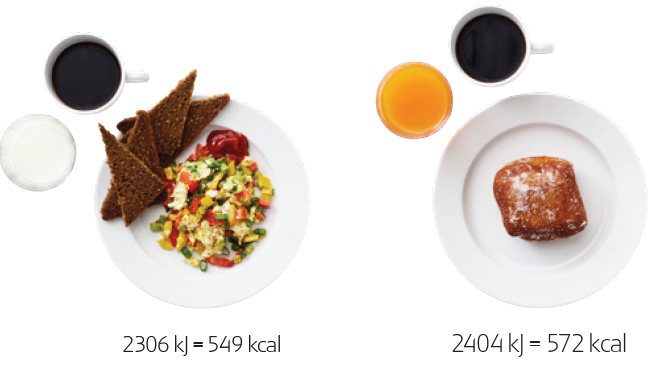 2306 kJ = 549 kcal
2404 kJ = 572 kcal